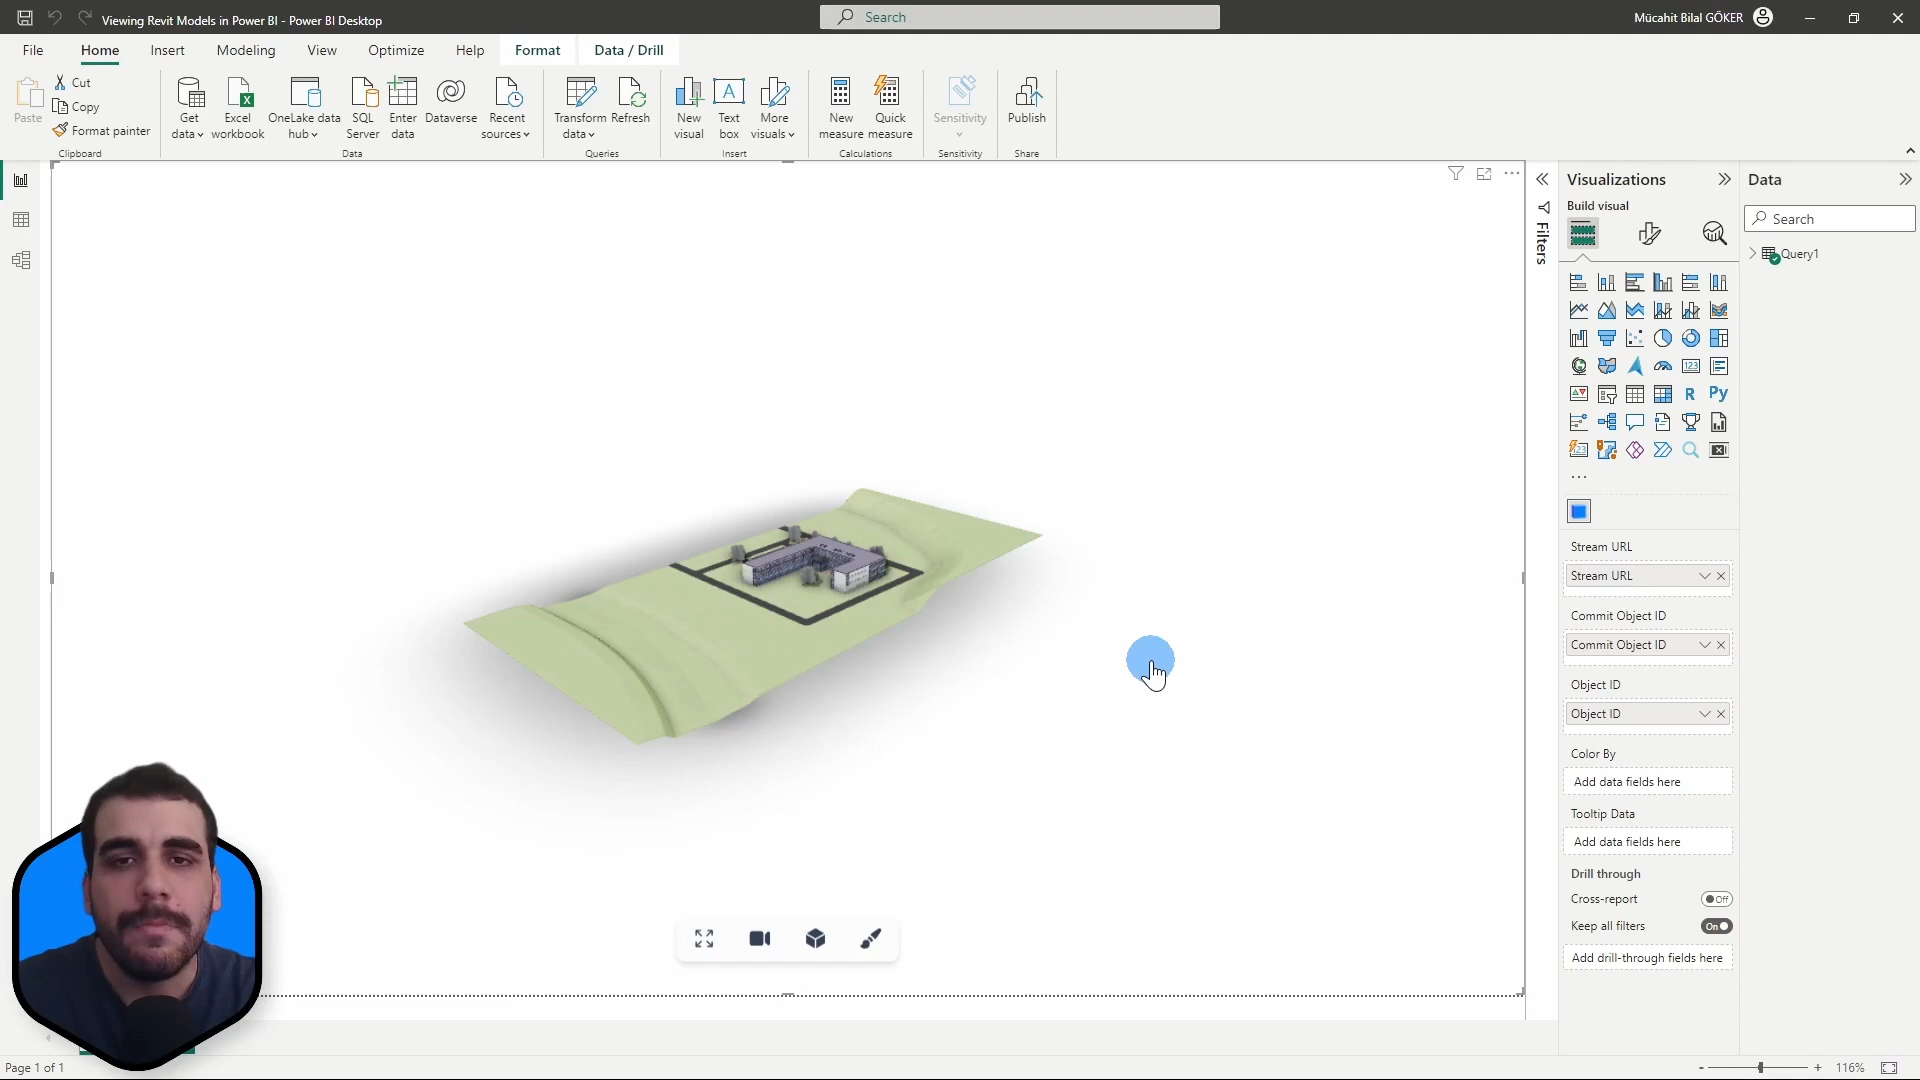 Viewing Revit Models in Power BI - Power BI Desktop
Search
Mücahit Bilal GÖKER
File
Home
Insert
Modeling
View
Optimize
Help
Format
Data / Drill
Paste
Cut
Copy
Format painter
Clipboard
Get data
Excel workbook
OneLake data hub
SQL Server
Enter data
Dataverse
Recent sources
Data
Transform data
Refresh
Queries
New visual
Text box
More visuals
Insert
New measure
Quick measure
Calculations
Sensitivity
Sensitivity
Publish
Share
Filters
Visualizations
Build visual
123
R
Py
123
Stream URL
Stream URL
Commit Object ID
Commit Object ID
Object ID
Object ID
Color By
Add data fields here
Tooltip Data
Add data fields here
Drill through
Cross-report
Off
Keep all filters
On
Add drill-through fields here
Data
Search
Query1
Page 1 of 1
- + 116%